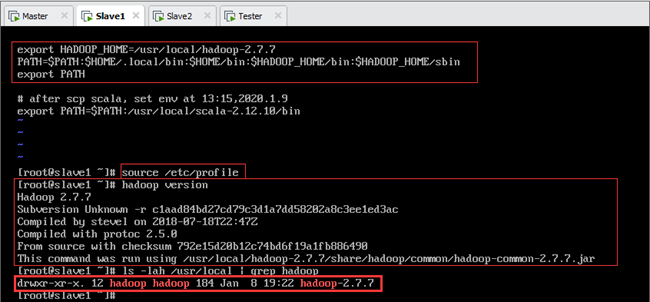 Master × Slave1 × Slave2 × Tester ×
export HADOOP_HOME=/usr/local/hadoop-2.7.7
PATH=$PATH:$HOME/.local/bin:$HOME/bin:$HADOOP_HOME/bin:$HADOOP_HOME/sbin
export PATH
# after scp scala, set env at 13:15,2020.1.9
export PATH=$PATH:/usr/local/scala-2.12.10/bin
~
~
~
~
[root@slave1 ~]# source /etc/profile
[root@slave1 ~]# hadoop version
Hadoop 2.7.7
Subversion Unknown -r c1aad84bd27cd79c3d1a7dd58202a8c3ee1ed3ac
Compiled by stevel on 2018-07-18T22:47Z
Compiled with protoc 2.5.0
From source with checksum 792e15d20b12c74bd6f19a1fb886490
This command was run using /usr/local/hadoop-2.7.7/share/hadoop/common/hadoop-common-2.7.7.jar
[root@slave1 ~]# ls -lah /usr/local | grep hadoop
drwxr-xr-x. 12 hadoop hadoop 184 Jan  8 19:22 hadoop-2.7.7
[root@slave1 ~]#